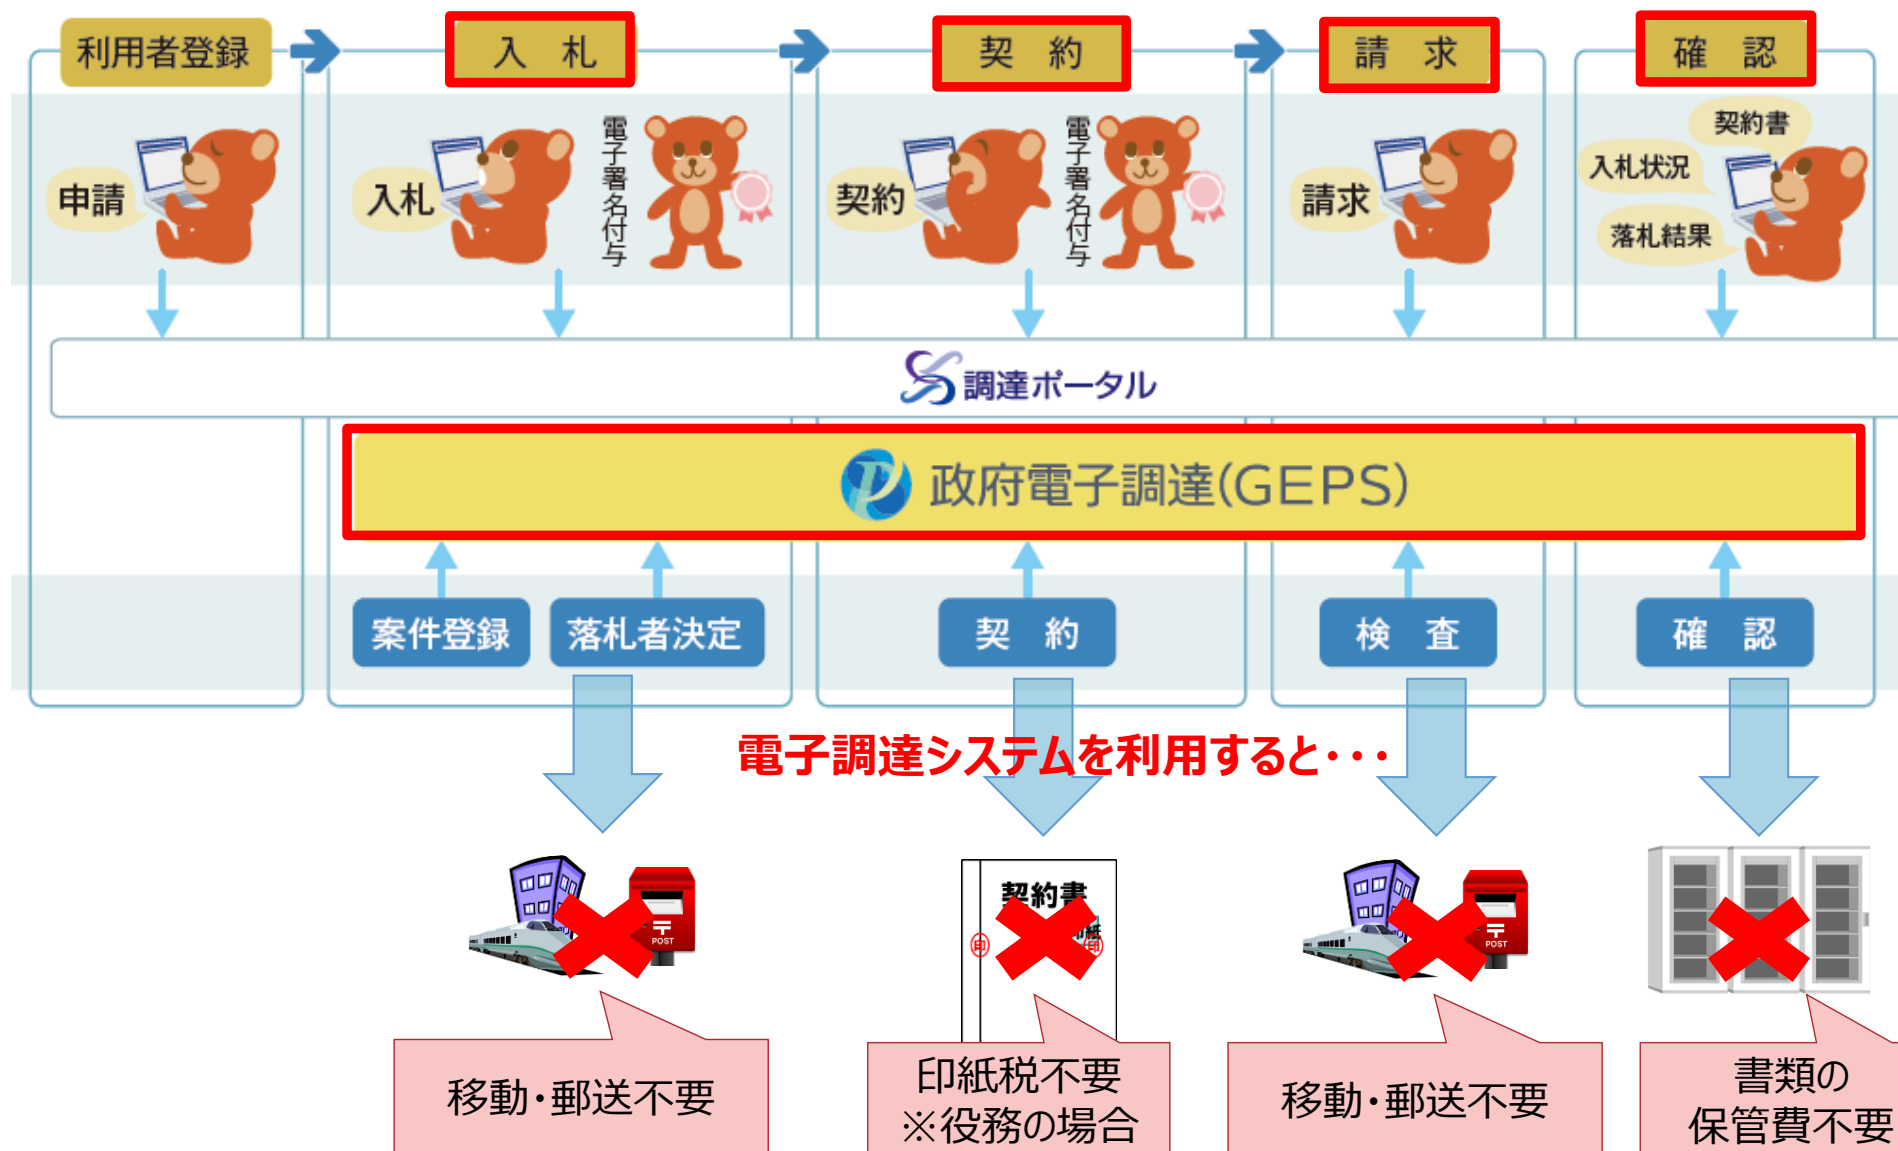 利用者登録
入 札
契 約
請 求
確 認
申請
入札
電子署名付与
契約
電子署名付与
請求
契約書
入札状況
落札結果
調達ポータル
政府電子調達(GEPS)
案件登録
落札者決定
契 約
検 査
確 認
電子調達システムを利用すると・・・
POST
契約書
印紙
印
印
POST
移動・郵送不要
印紙税不要
※役務の場合
移動・郵送不要
書類の
保管費不要